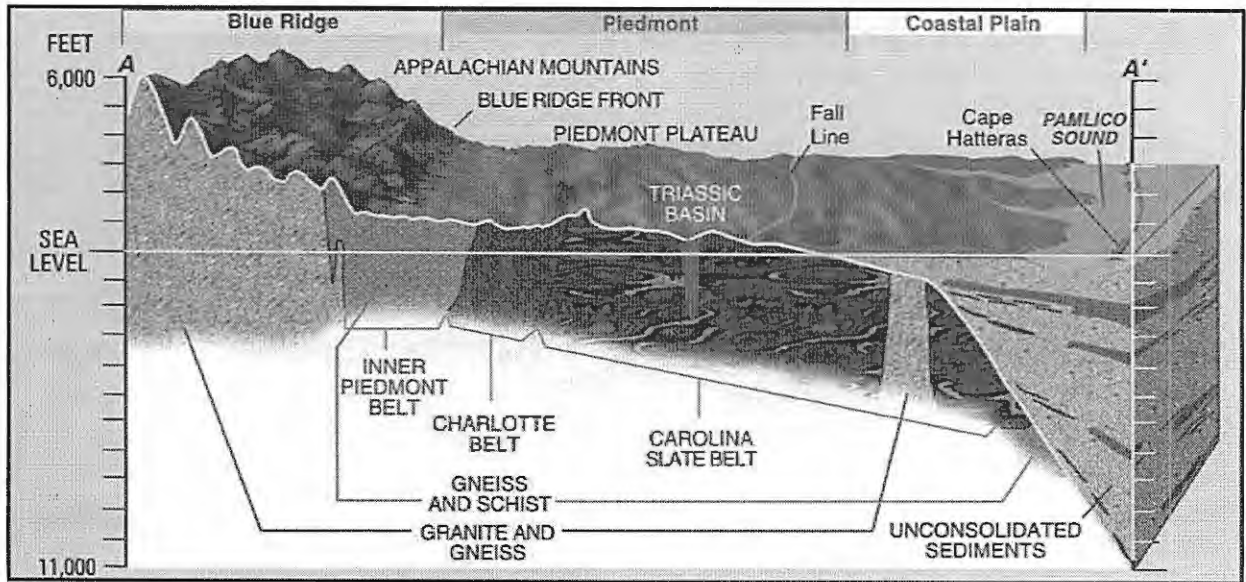 Blue Ridge
Piedmont
Coastal Plain
FEET
A
6,000
APPALACHIAN MOUNTAINS
BLUE RIDGE FRONT
PIEDMONT PLATEAU
Fall
Line
Cape
Hatteras
PAMLICO
SOUND
A'
TRIASSIC
BASIN
SEA
LEVEL
INNER
PIEDMONT
BELT
CHARLOTTE
BELT
CAROLINA
SLATE BELT
GNEISS
AND SCHIST
GRANITE AND
GNEISS
UNCONSOLIDATED
SEDIMENTS
11,000